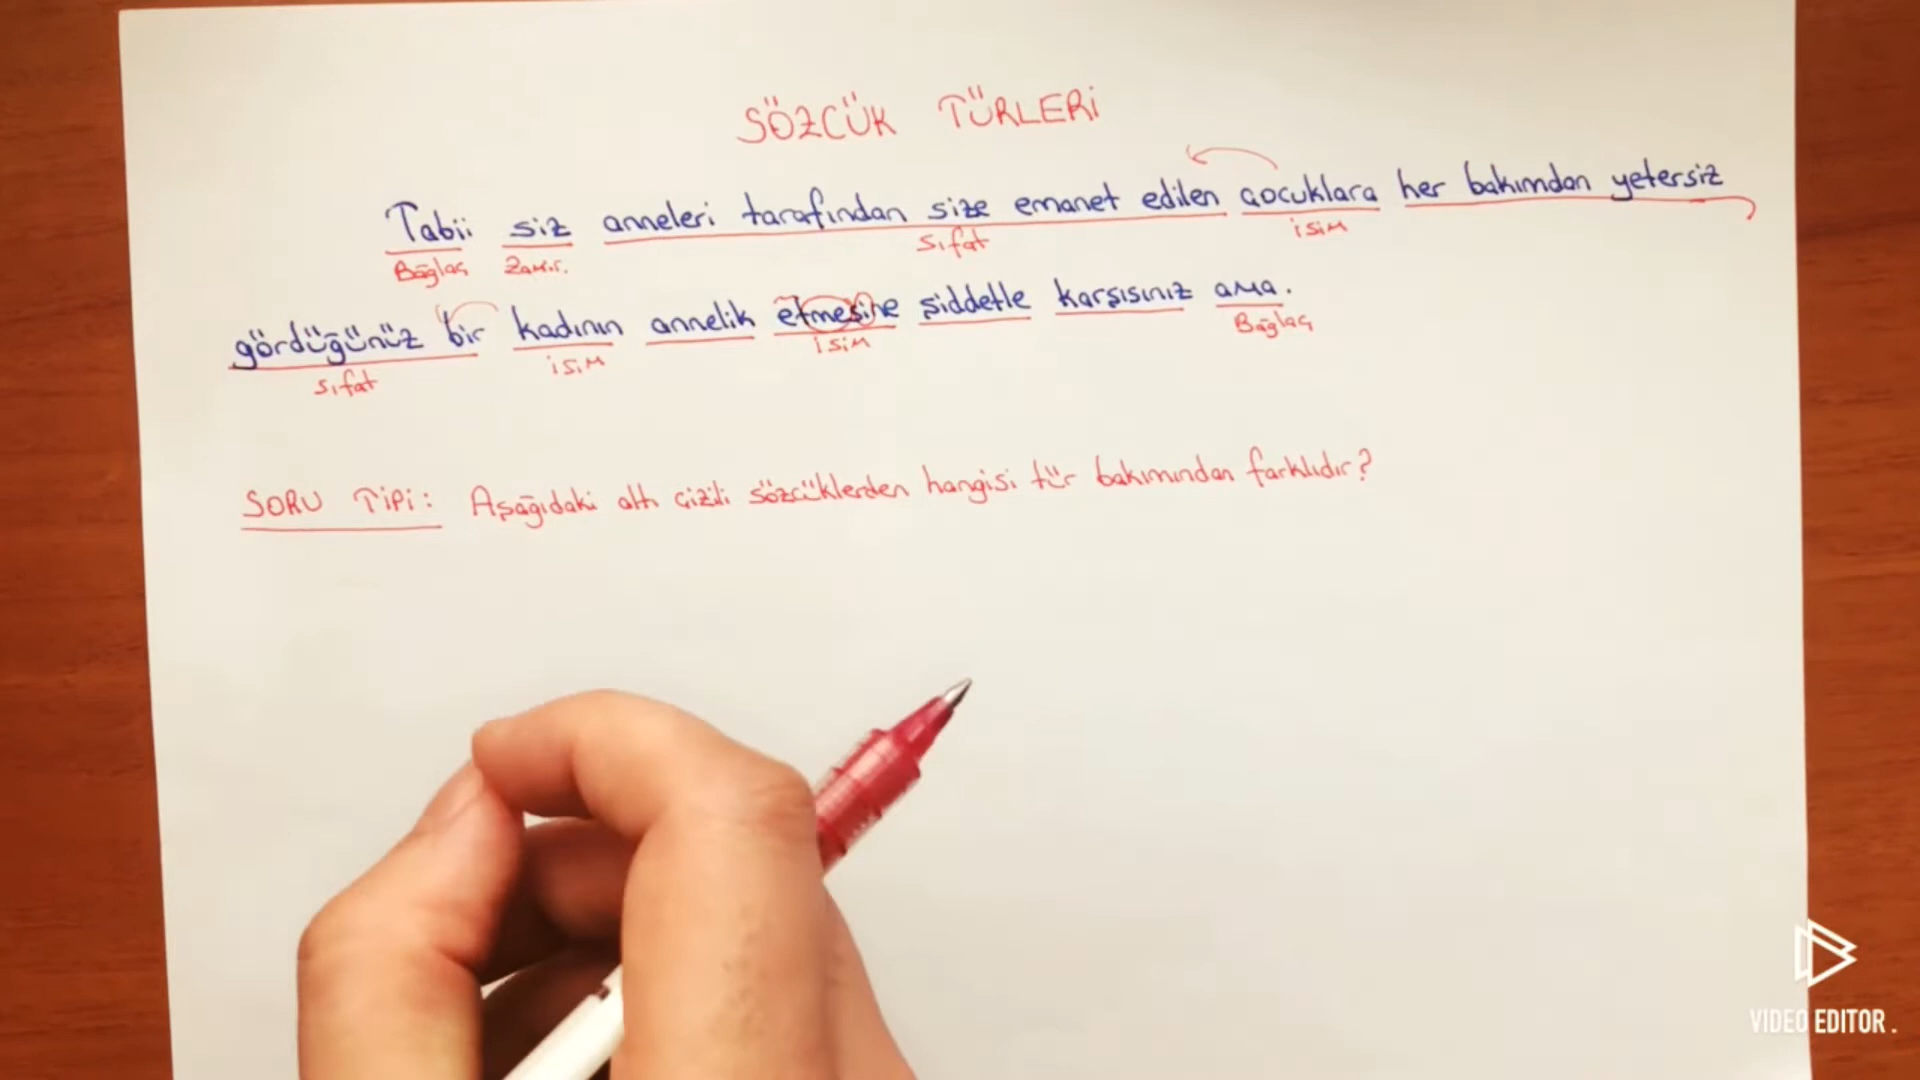 SÖZCÜK TÜRLERİ
Tabii siz anneleri tarafından size emanet edilen çocuklara her bakımdan yetersiz
Bağlaç Zamir. Sıfat isim
gördüğünüz bir kadının annelik etmesine şiddetle karşısınız ama.
Sıfat isim isim Bağlaç
SORU TİPİ: Aşağıdaki altı çizili sözcüklerden hangisi tür bakımından farklıdır?
VIDEO EDITOR.